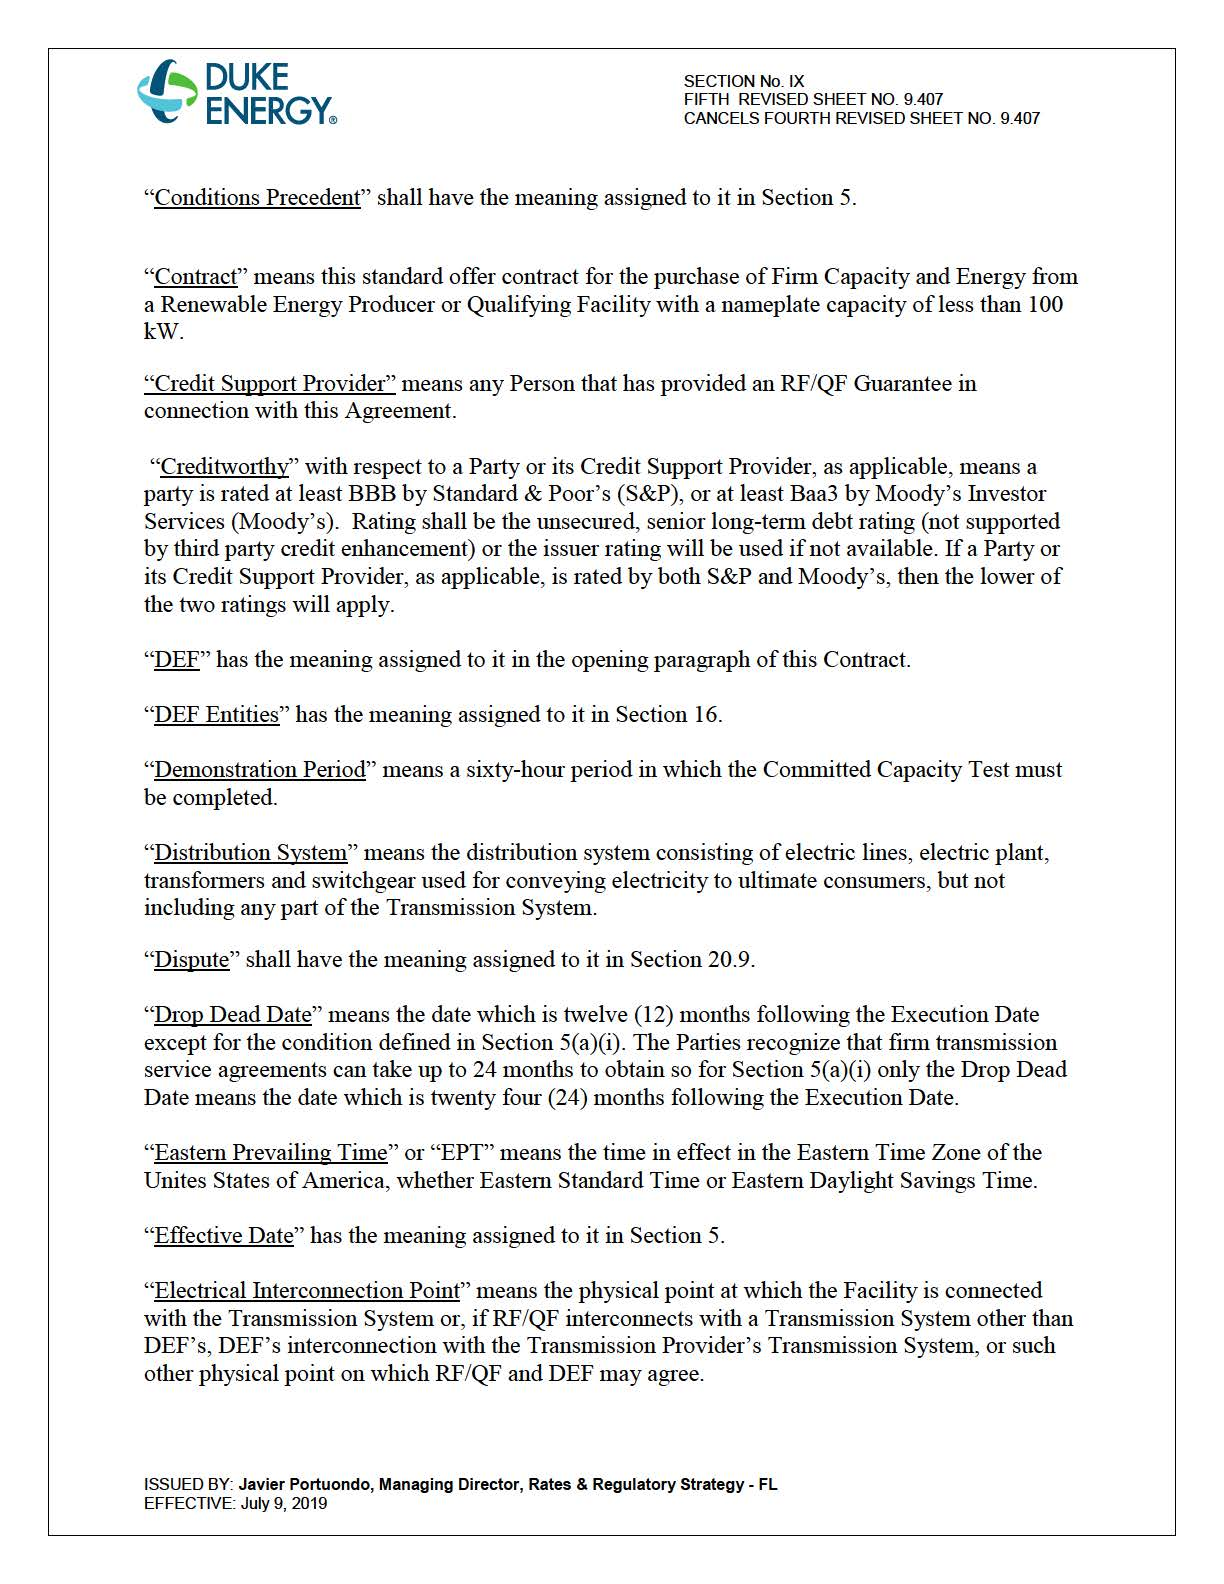 DUKE
ENERGY®
SECTION No. IX
FIFTH  REVISED SHEET NO. 9.407
CANCELS FOURTH REVISED SHEET NO. 9.407
“Conditions Precedent” shall have the meaning assigned to it in Section 5.
“Contract” means this standard offer contract for the purchase of Firm Capacity and Energy from
a Renewable Energy Producer or Qualifying Facility with a nameplate capacity of less than 100
kW.
“Credit Support Provider” means any Person that has provided an RF/QF Guarantee in
connection with this Agreement.
“Creditworthy” with respect to a Party or its Credit Support Provider, as applicable, means a
party is rated at least BBB by Standard & Poor’s (S&P), or at least Baa3 by Moody’s Investor
Services (Moody’s).  Rating shall be the unsecured, senior long-term debt rating (not supported
by third party credit enhancement) or the issuer rating will be used if not available. If a Party or
its Credit Support Provider, as applicable, is rated by both S&P and Moody’s, then the lower of
the two ratings will apply.
“DEF” has the meaning assigned to it in the opening paragraph of this Contract.
“DEF Entities” has the meaning assigned to it in Section 16.
“Demonstration Period” means a sixty-hour period in which the Committed Capacity Test must
be completed.
“Distribution System” means the distribution system consisting of electric lines, electric plant,
transformers and switchgear used for conveying electricity to ultimate consumers, but not
including any part of the Transmission System.
“Dispute” shall have the meaning assigned to it in Section 20.9.
“Drop Dead Date” means the date which is twelve (12) months following the Execution Date
except for the condition defined in Section 5(a)(i). The Parties recognize that firm transmission
service agreements can take up to 24 months to obtain so for Section 5(a)(i) only the Drop Dead
Date means the date which is twenty four (24) months following the Execution Date.
“Eastern Prevailing Time” or “EPT” means the time in effect in the Eastern Time Zone of the
Unites States of America, whether Eastern Standard Time or Eastern Daylight Savings Time.
“Effective Date” has the meaning assigned to it in Section 5.
“Electrical Interconnection Point” means the physical point at which the Facility is connected
with the Transmission System or, if RF/QF interconnects with a Transmission System other than
DEF’s, DEF’s interconnection with the Transmission Provider’s Transmission System, or such
other physical point on which RF/QF and DEF may agree.
ISSUED BY: Javier Portuondo, Managing Director, Rates & Regulatory Strategy - FL
EFFECTIVE: July 9, 2019